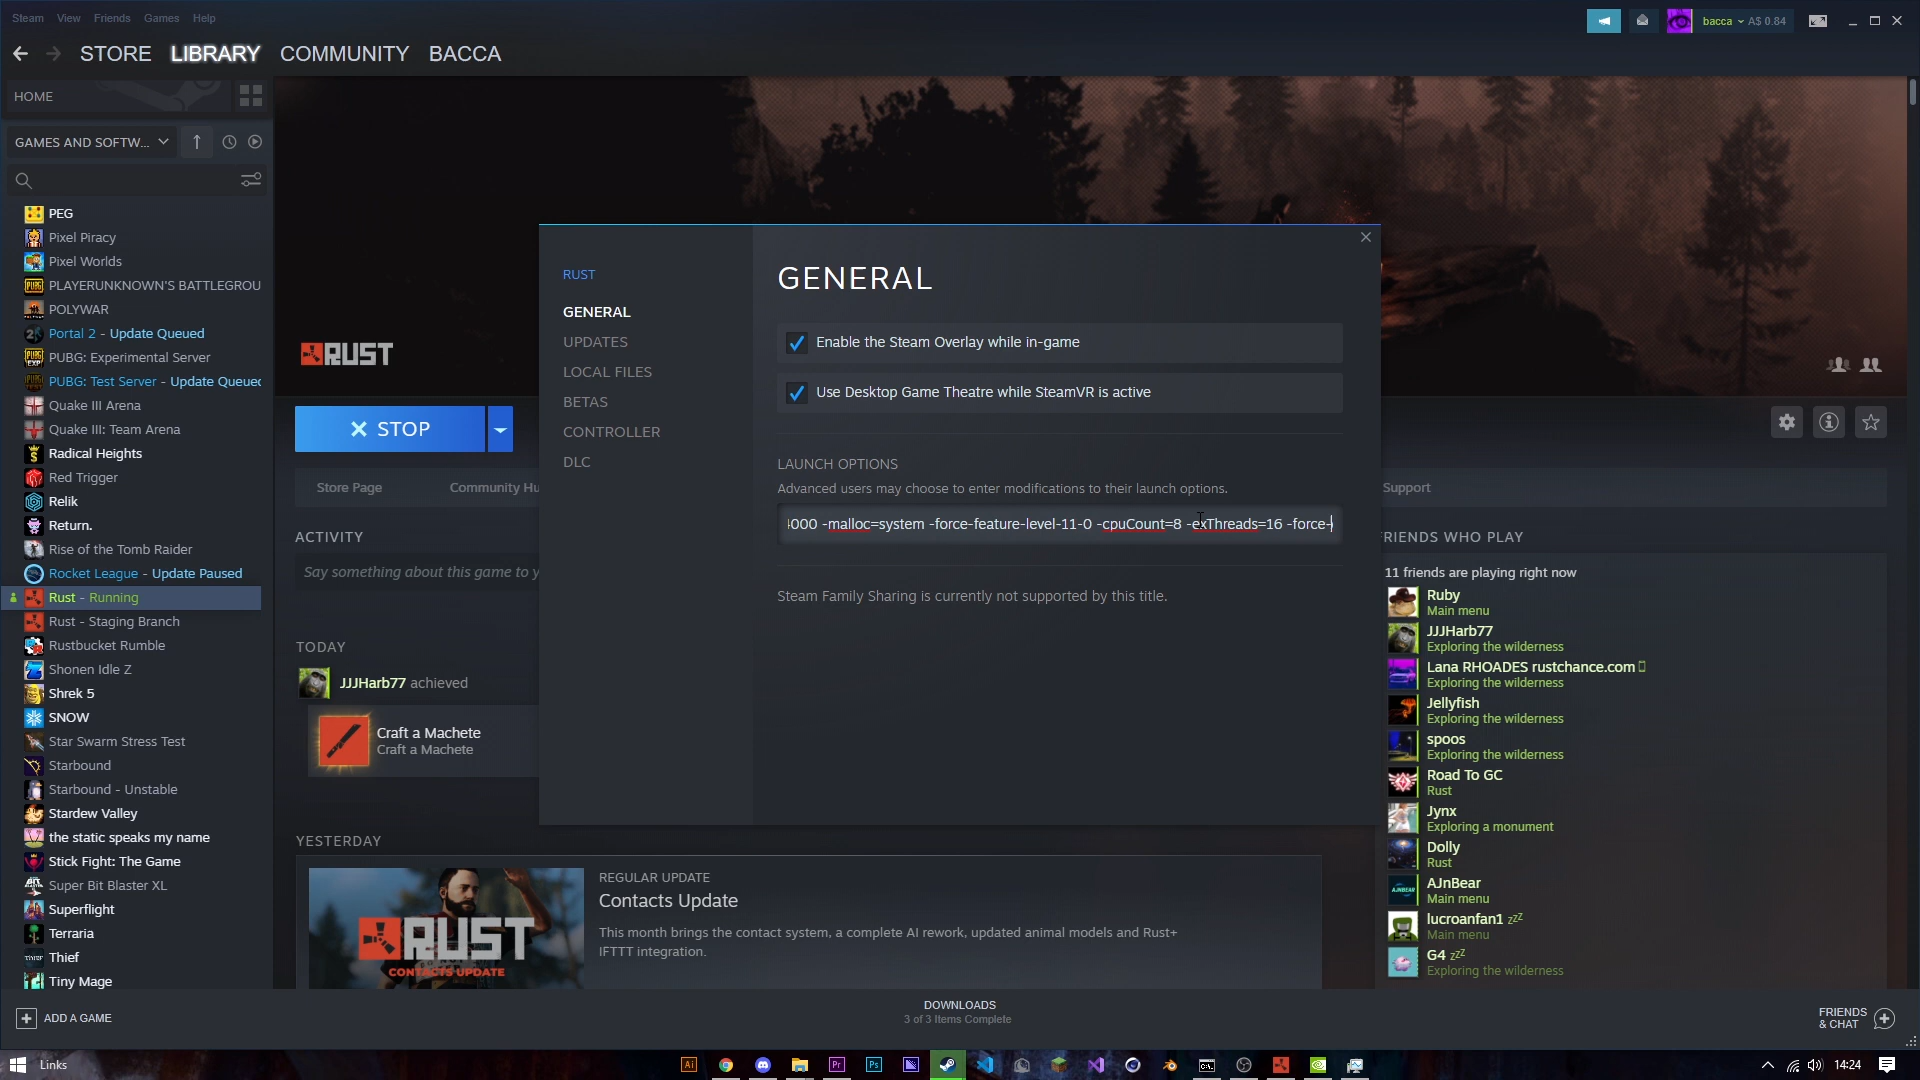 Steam View Friends Games Help
bacca A$ 0.84
STORE LIBRARY COMMUNITY BACCA
HOME
GAMES AND SOFTW...
PEG
Pixel Piracy
Pixel Worlds
PLAYERUNKNOWN'S BATTLEGROU
POLYWAR
Portal 2 - Update Queued
PUBG: Experimental Server
PUBG: Test Server - Update Queued
Quake III Arena
Quake III: Team Arena
Radical Heights
Red Trigger
Relik
Return.
Rise of the Tomb Raider
Rocket League - Update Paused
Rust - Running
Rust - Staging Branch
Rustbucket Rumble
Shonen Idle Z
Shrek 5
SNOW
Star Swarm Stress Test
Starbound
Starbound - Unstable
Stardew Valley
the static speaks my name
Stick Fight: The Game
Super Bit Blaster XL
Superflight
Terraria
Thief
Tiny Mage
ADD A GAME
RUST
STOP
Store Page
Community Hu
ACTIVITY
Say something about this game to y
TODAY
JJJHarb77 achieved
Craft a Machete
Craft a Machete
YESTERDAY
REGULAR UPDATE
Contacts Update
This month brings the contact system, a complete AI rework, updated animal models and Rust+
IFTTT integration.
RUST
CONTACTS UPDATE
RUST
GENERAL
UPDATES
LOCAL FILES
BETAS
CONTROLLER
DLC
GENERAL
Enable the Steam Overlay while in-game
Use Desktop Game Theatre while SteamVR is active
LAUNCH OPTIONS
Advanced users may choose to enter modifications to their launch options.
4000 -malloc=system -force-feature-level-11-0 -cpuCount=8 -exThreads=16 -force-
Steam Family Sharing is currently not supported by this title.
Support
FRIENDS WHO PLAY
11 friends are playing right now
Ruby
Main menu
JJJHarb77
Exploring the wilderness
Lana RHOADES rustchance.com
Exploring the wilderness
Jellyfish
Exploring the wilderness
spoos
Exploring the wilderness
Road To GC
Rust
Jynx
Exploring a monument
Dolly
Rust
AJnBear
Main menu
lucroanfan1 zzZ
Main menu
G4 zzZ
Exploring the wilderness
DOWNLOADS
3 of 3 Items Complete
FRIENDS
& CHAT
Links
14:24